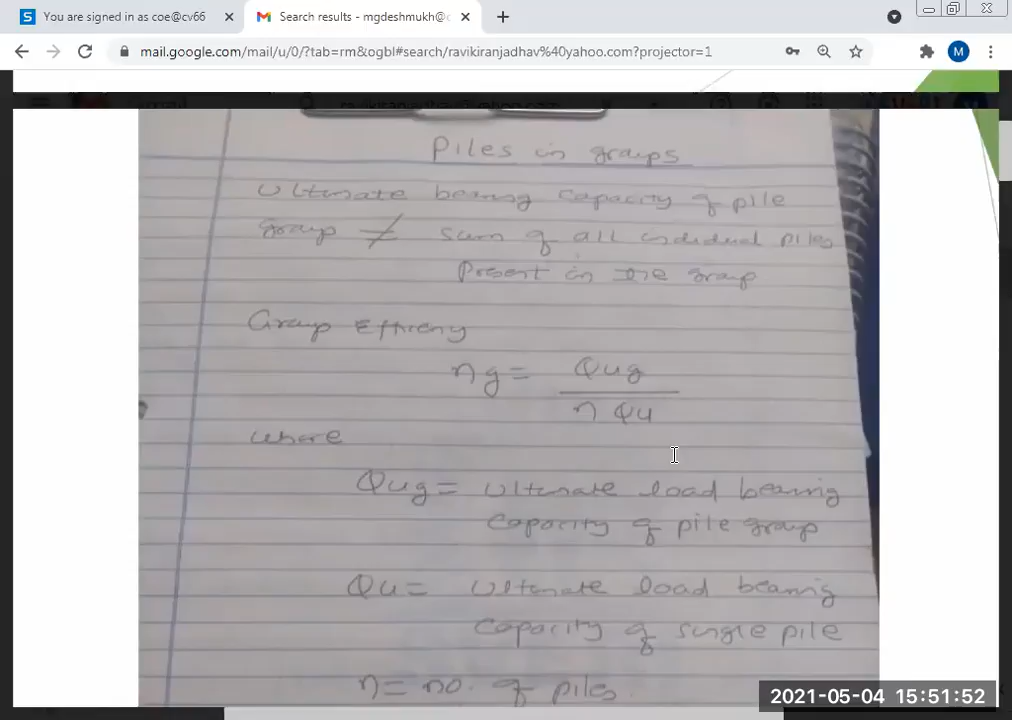 You are signed in as coe@cv66
Search results - mgdeshmukh@c
mail.google.com/mail/u/0/?tab=rm&ogbl#search/ravikiranjadhav%40yahoo.com?projector=1
M
Piles in groups
Ultimate bearing capacity of pile
group ≠ sum of all individual piles
Present in the group
Group Efficiency
ng = Qug
n Qu
where
Qug = Ultimate load bearing
capacity of pile group
Qu = Ultimate load bearing
capacity of single pile
n = no. of piles
2021-05-04 15:51:52